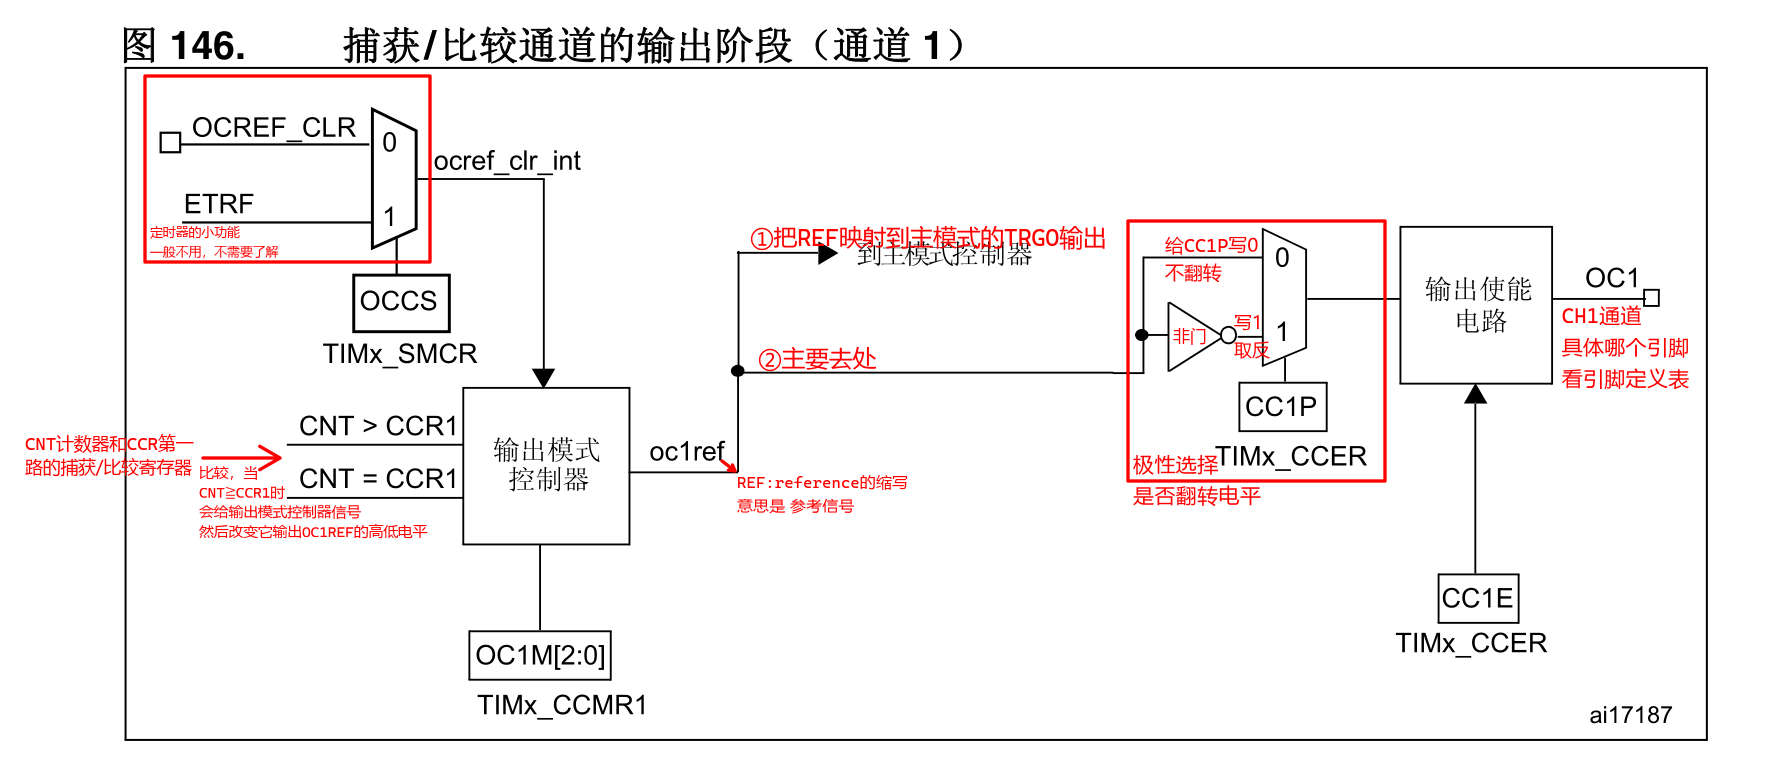 图 146. 捕获/比较通道的输出阶段（通道 1）
OCREF_CLR
0
ocref_clr_int
ETRF
1
定时器的小功能
一般不用，不需要了解
OCCS
TIMx_SMCR
①把REF映射到主模式的TRGO输出
到主模式控制器
②主要去处
给CC1P写0
不翻转
0
非门
写1
取反
1
CC1P
TIMx_CCER
极性选择
是否翻转电平
输出使能
电路
OC1
CH1通道
具体哪个引脚
看引脚定义表
CNT计数器和CCR第一
路的捕获/比较寄存器
CNT > CCR1
CNT = CCR1
比较，当
CNT≧CCR1时
会给输出模式控制器信号
然后改变它输出OC1REF的高低电平
输出模式
控制器
oc1ref
REF:reference的缩写
意思是 参考信号
OC1M[2:0]
TIMx_CCMR1
CC1E
TIMx_CCER
ai17187